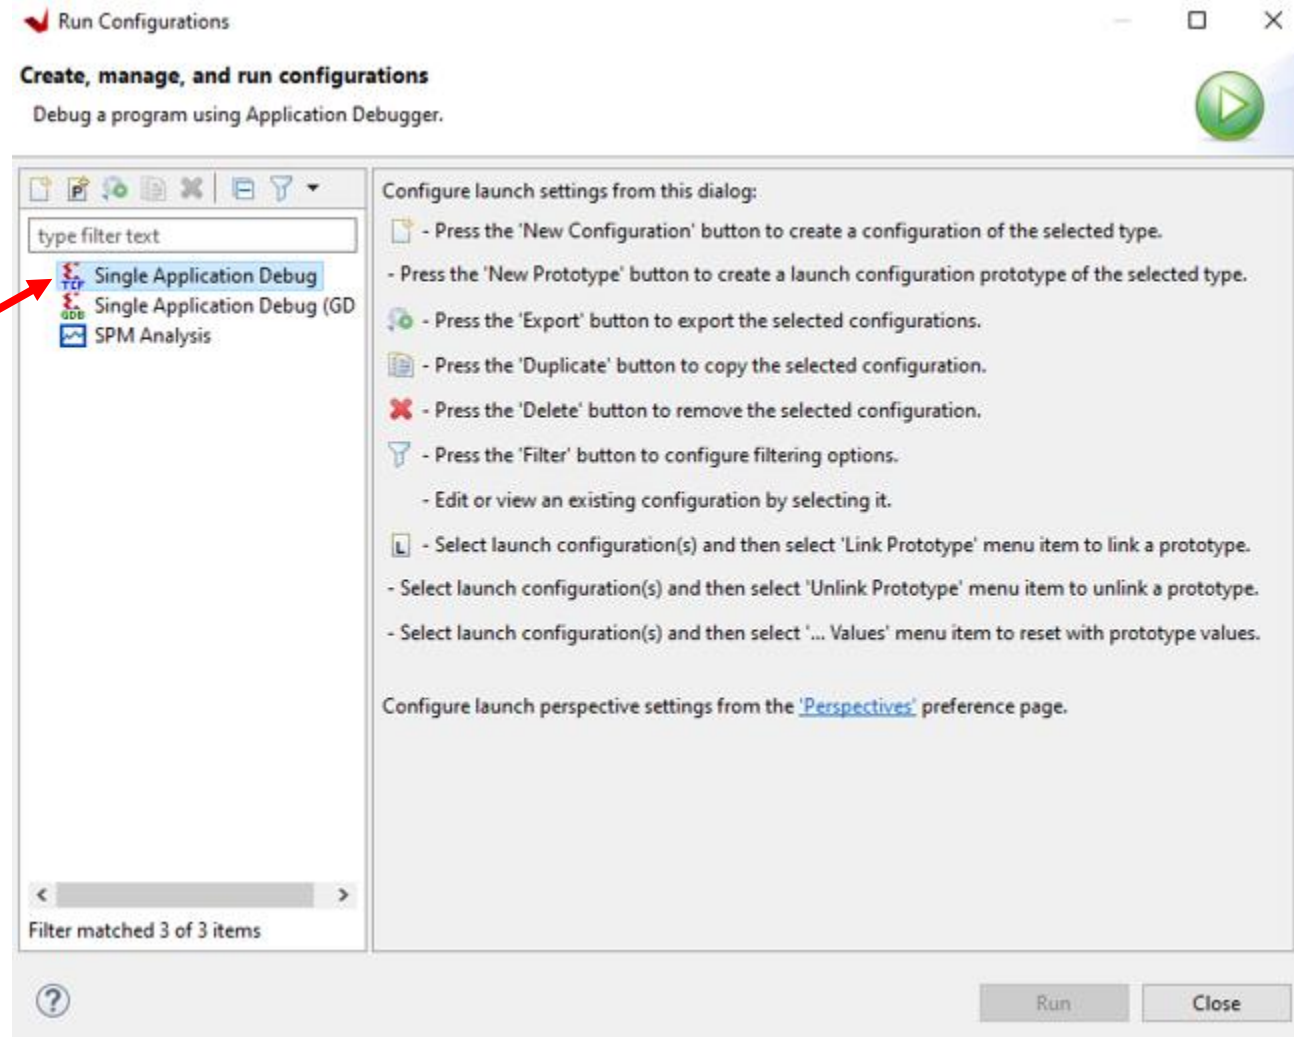 Run Configurations
Create, manage, and run configurations
Debug a program using Application Debugger.
type filter text
Single Application Debug
Single Application Debug (GD
SPM Analysis
Filter matched 3 of 3 items
Configure launch settings from this dialog:
- Press the 'New Configuration' button to create a configuration of the selected type.
- Press the 'New Prototype' button to create a launch configuration prototype of the selected type.
- Press the 'Export' button to export the selected configurations.
- Press the 'Duplicate' button to copy the selected configuration.
- Press the 'Delete' button to remove the selected configuration.
- Press the 'Filter' button to configure filtering options.
- Edit or view an existing configuration by selecting it.
- Select launch configuration(s) and then select 'Link Prototype' menu item to link a prototype.
- Select launch configuration(s) and then select 'Unlink Prototype' menu item to unlink a prototype.
- Select launch configuration(s) and then select '... Values' menu item to reset with prototype values.
Configure launch perspective settings from the 'Perspectives' preference page.
Run
Close